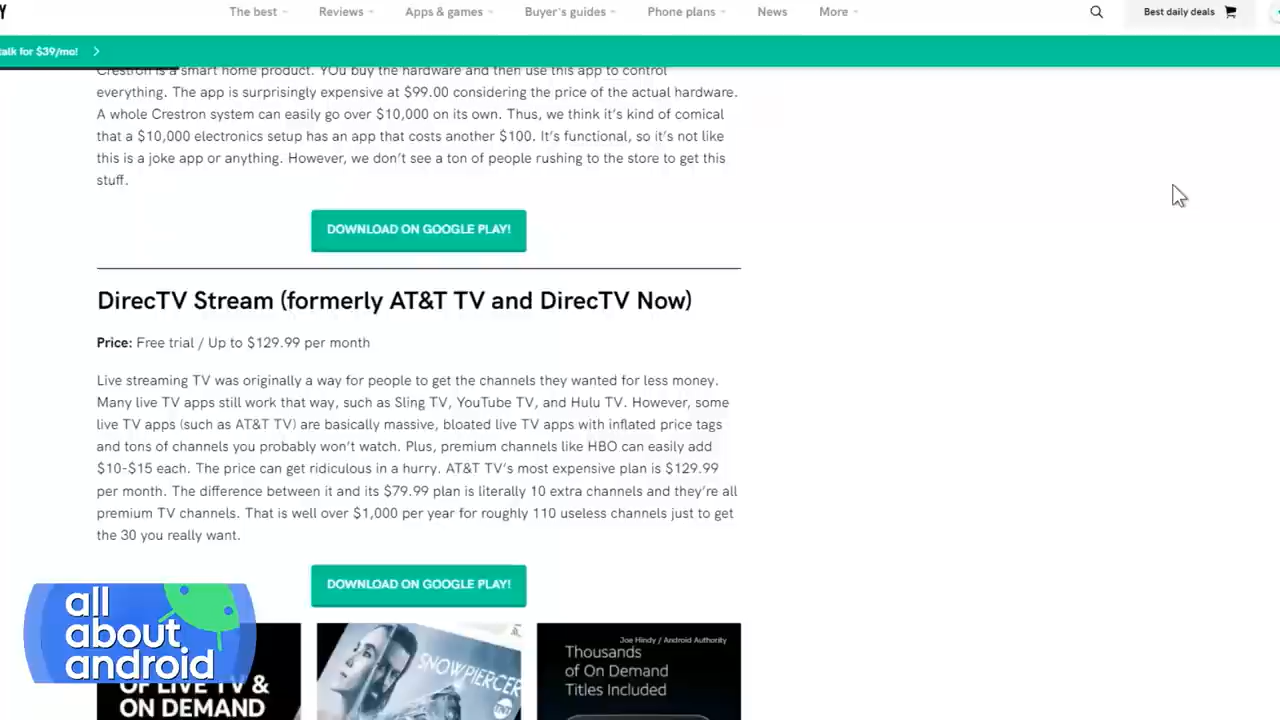 Y
The best
Reviews
Apps & games
Buyer's guides
Phone plans
News
More
Best daily deals
talk for $39/mo!
Crestron is a smart home product. YOu buy the hardware and then use this app to control
everything. The app is surprisingly expensive at $99.00 considering the price of the actual hardware.
A whole Crestron system can easily go over $10,000 on its own. Thus, we think it's kind of comical
that a $10,000 electronics setup has an app that costs another $100. It's functional, so it's not like
this is a joke app or anything. However, we don't see a ton of people rushing to the store to get this
stuff.
DOWNLOAD ON GOOGLE PLAY!
DirecTV Stream (formerly AT&T TV and DirecTV Now)
Price: Free trial / Up to $129.99 per month
Live streaming TV was originally a way for people to get the channels they wanted for less money.
Many live TV apps still work that way, such as Sling TV, YouTube TV, and Hulu TV. However, some
live TV apps (such as AT&T TV) are basically massive, bloated live TV apps with inflated price tags
and tons of channels you probably won't watch. Plus, premium channels like HBO can easily add
$10-$15 each. The price can get ridiculous in a hurry. AT&T TV's most expensive plan is $129.99
per month. The difference between it and its $79.99 plan is literally 10 extra channels and they're all
premium TV channels. That is well over $1,000 per year for roughly 110 useless channels just to get
the 30 you really want.
DOWNLOAD ON GOOGLE PLAY!
all
about
android
OF LIVE TV &
ON DEMAND
SNOWPIERCER
Joe Hindy / Android Authority
Thousands
of On Demand
Titles Included